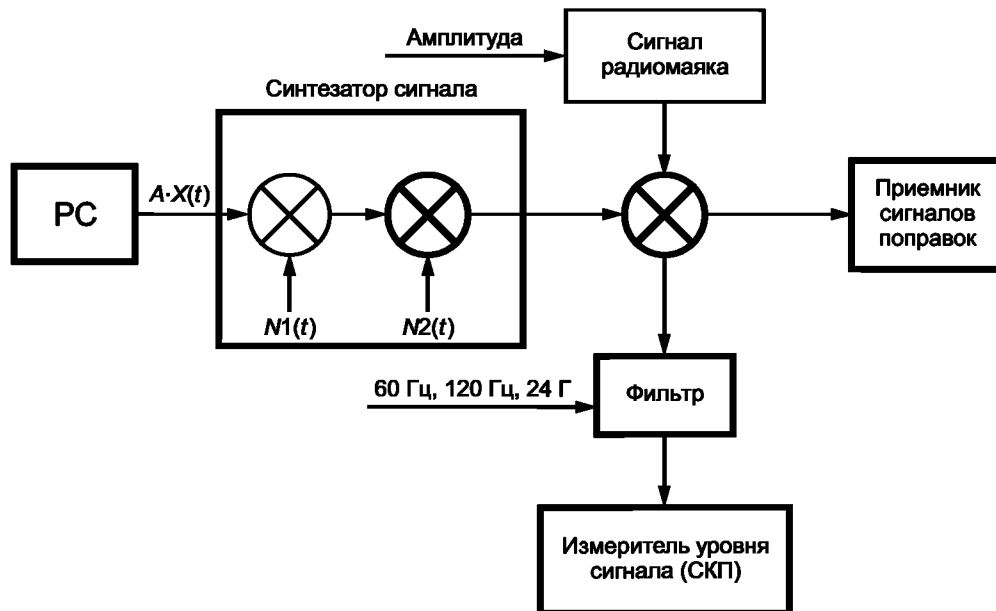 Амплитуда
Сигнал
радиомаяка
Синтезатор сигнала
PC
A·X(t)
N1(t)
N2(t)
Приемник
сигналов
поправок
60 Гц, 120 Гц, 24 Г
Фильтр
Измеритель уровня
сигнала (СКП)